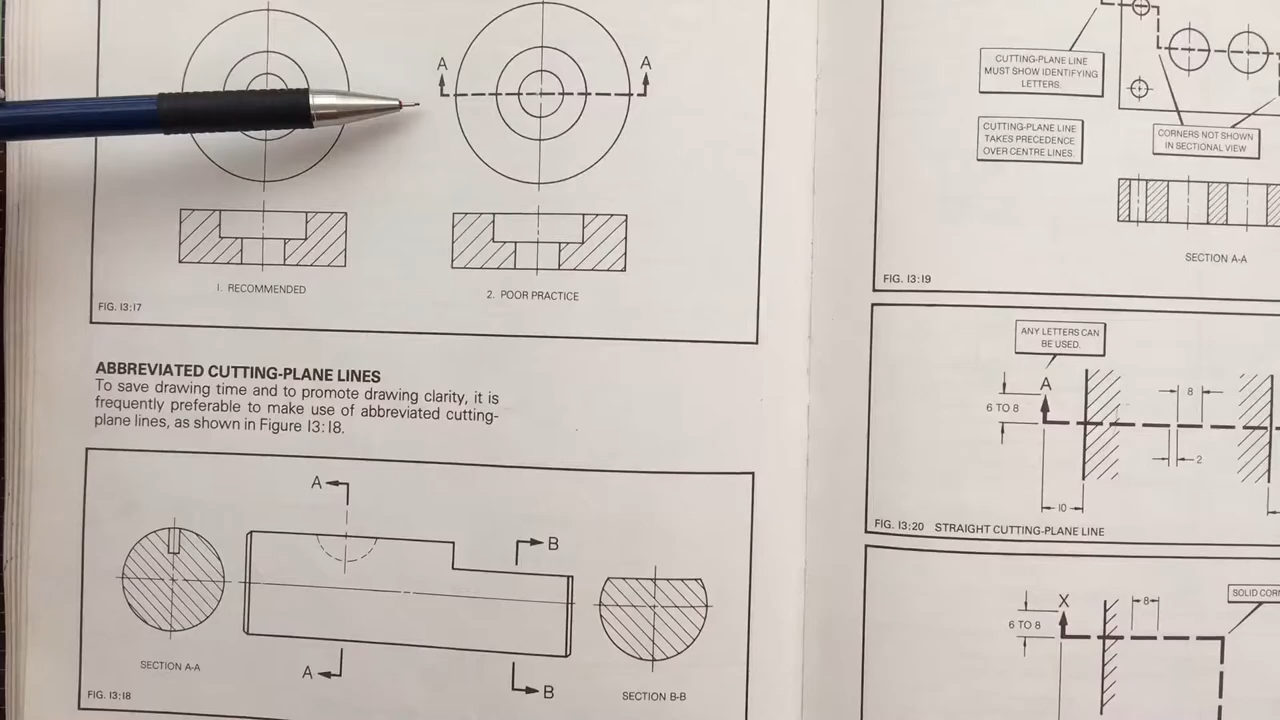 A
A
1. RECOMMENDED
2. POOR PRACTICE
FIG. 13:17
ABBREVIATED CUTTING-PLANE LINES
To save drawing time and to promote drawing clarity, it is
frequently preferable to make use of abbreviated cutting-
plane lines, as shown in Figure 13:18.
A
B
A
B
SECTION A-A
SECTION B-B
FIG. 13:18
CUTTING-PLANE LINE
MUST SHOW IDENTIFYING
LETTERS.
CUTTING-PLANE LINE
TAKES PRECEDENCE
OVER CENTRE LINES.
CORNERS NOT SHOWN
IN SECTIONAL VIEW
SECTION A-A
FIG. 13:19
ANY LETTERS CAN
BE USED.
A
6 TO 8
8
2
10
FIG. 13:20 STRAIGHT CUTTING-PLANE LINE
X
8
6 TO 8
SOLID